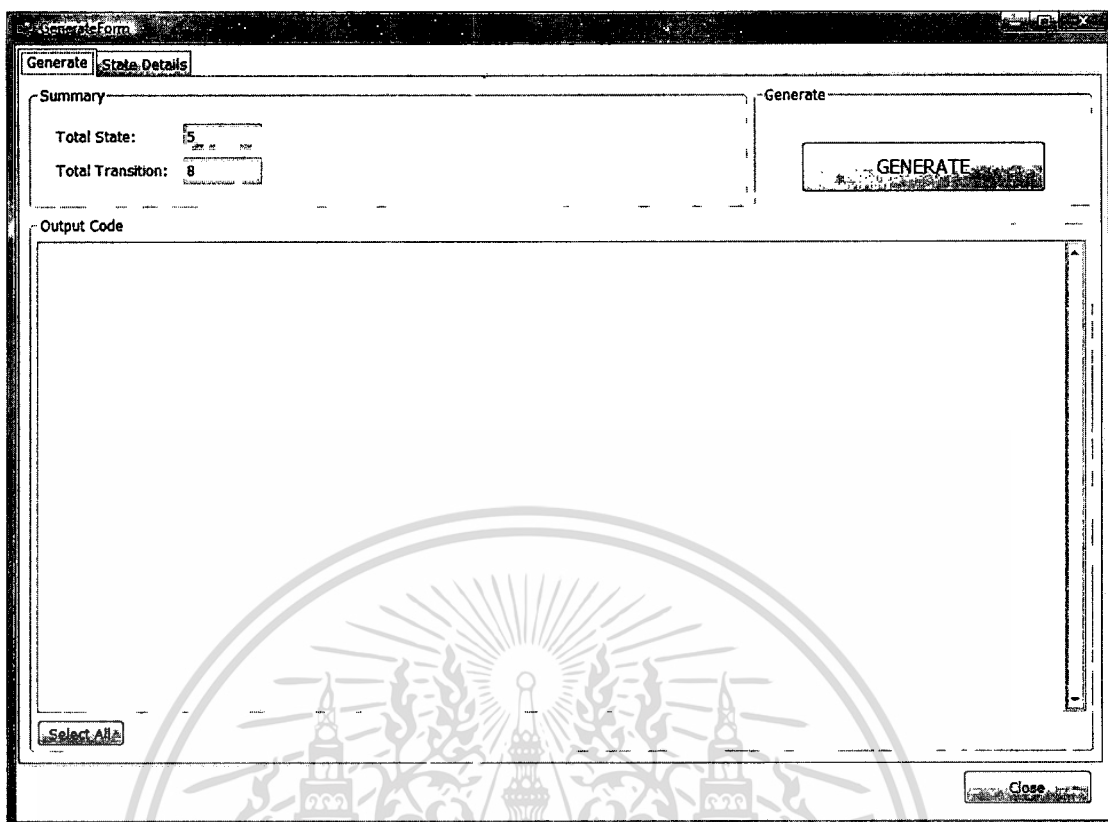 GenerateForm
Generate State Details
Summary
Total State: 5
Total Transition: 8
Generate
GENERATE
Output Code
Select All
Close